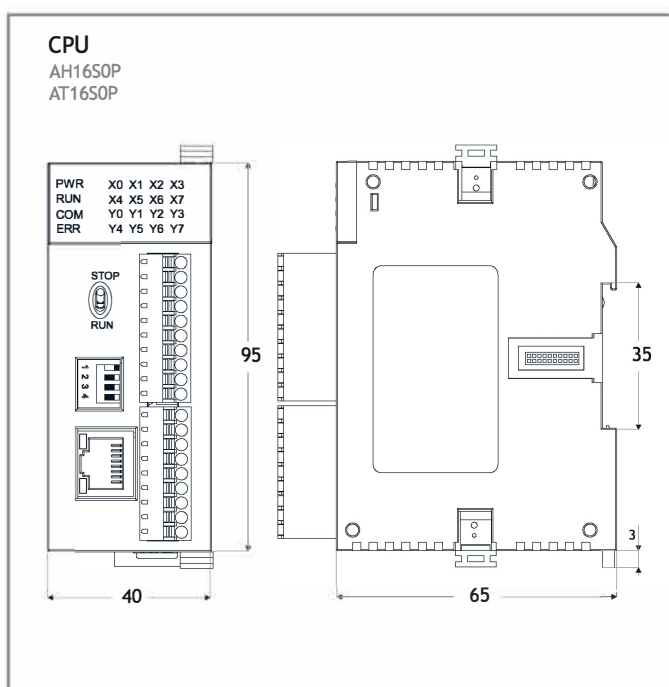 CPU
AH16S0P
AT16S0P
PWR X0 X1 X2 X3
RUN X4 X5 X6 X7
COM Y0 Y1 Y2 Y3
ERR Y4 Y5 Y6 Y7
STOP
RUN
1
2
3
4
95
35
3
40
65